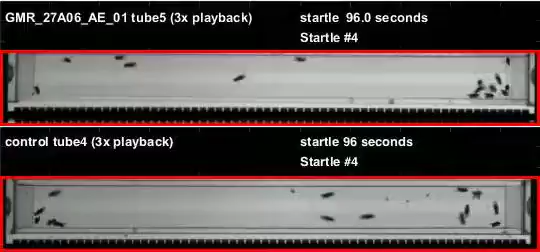 GMR_27A06_AE_01 tube5 (3x playback)
startle  96.0 seconds
Startle #4
control tube4 (3x playback)
startle 96 seconds
Startle #4